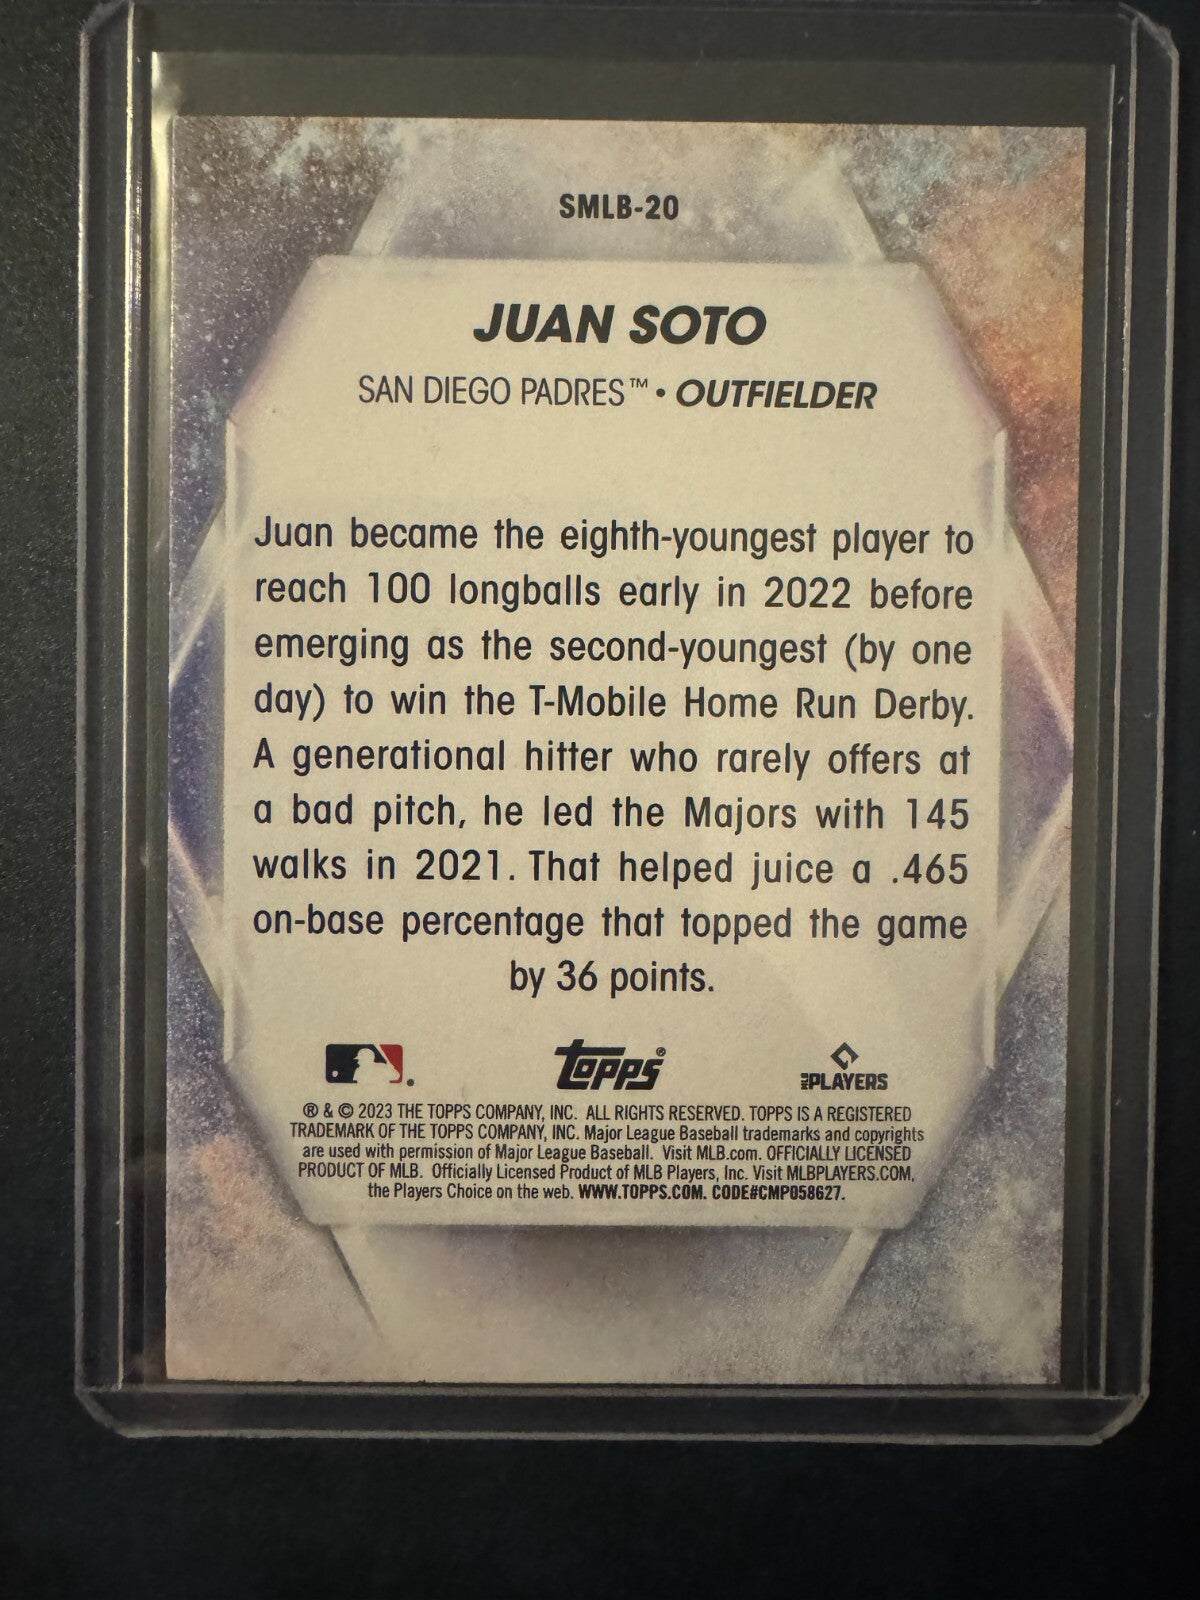 SMLB-20
JUAN SOTO
SAN DIEGO PADRES™ • OUTFIELDER
Juan became the eighth-youngest player to
reach 100 longballs early in 2022 before
emerging as the second-youngest (by one
day) to win the T-Mobile Home Run Derby.
A generational hitter who rarely offers at
a bad pitch, he led the Majors with 145
walks in 2021. That helped juice a .465
on-base percentage that topped the game
by 36 points.
Topps® MLB PLAYERS
® & © 2023 THE TOPPS COMPANY, INC. ALL RIGHTS RESERVED. TOPPS IS A REGISTERED
TRADEMARK OF THE TOPPS COMPANY, INC. Major League Baseball trademarks and copyrights
are used with permission of Major League Baseball. Visit MLB.com. OFFICIALLY LICENSED
PRODUCT OF MLB. Officially Licensed Product of MLB Players, Inc. Visit MLBPLAYERS.COM,
the Players Choice on the web. WWW.TOPPS.COM. CODE#CMP058627.